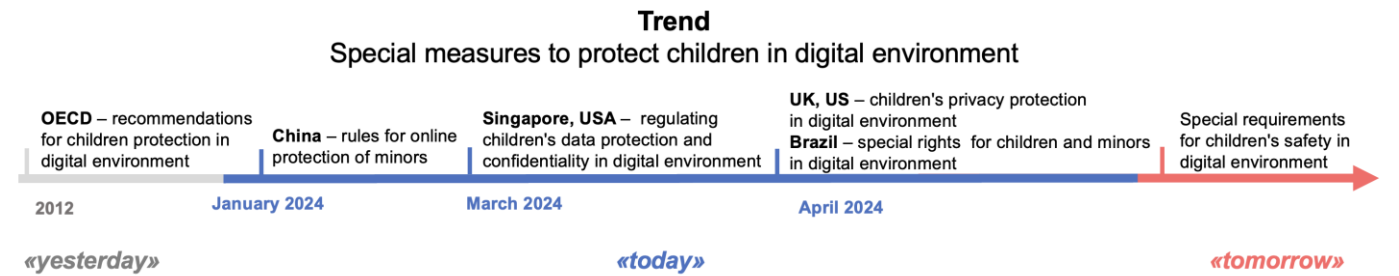 Trend
Special measures to protect children in digital environment
OECD – recommendations
for children protection in
digital environment
China – rules for online
protection of minors
Singapore, USA – regulating
children's data protection and
confidentiality in digital environment
UK, US – children's privacy protection
in digital environment
Brazil – special rights for children and minors
in digital environment
Special requirements
for children's safety in
digital environment
2012
January 2024
March 2024
April 2024
«yesterday»
«today»
«tomorrow»